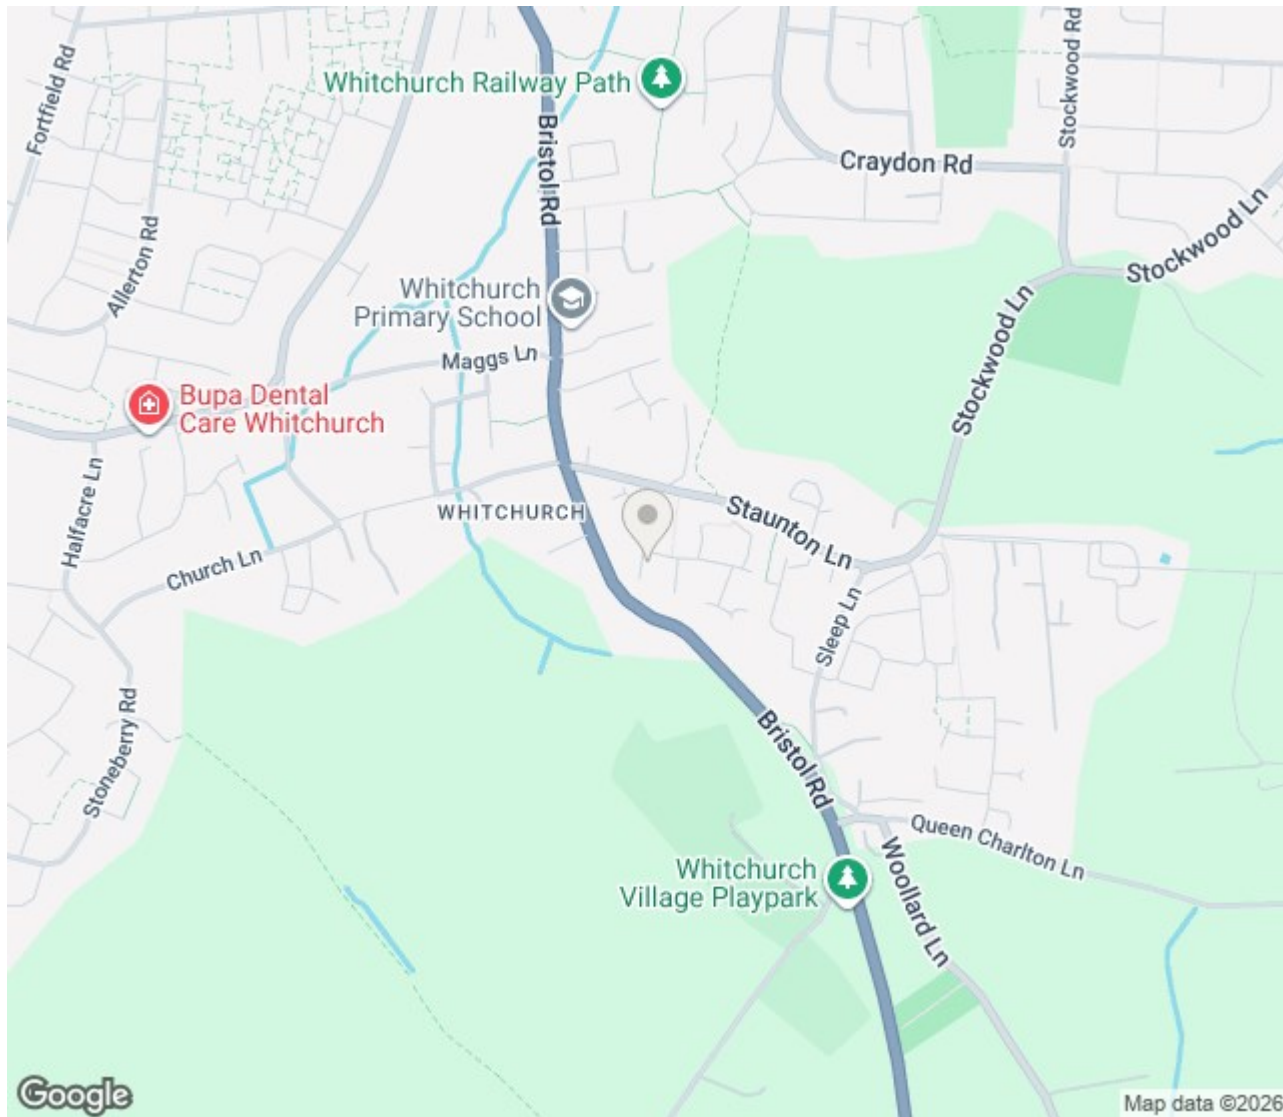 Fortfield Rd
Whitchurch Railway Path
Stockwood Rd
Stockwood Rd
Bristol Rd
Craydon Rd
Allerton Rd
Stockwood Ln
Whitchurch
Primary School
Maggs Ln
Stockwood Ln
Bupa Dental
Care Whitchurch
Halfacre Ln
WHITCHURCH
Staunton Ln
Church Ln
Sleep Ln
Stoneberry Rd
Bristol Rd
Queen Charlton Ln
Whitchurch
Village Playpark
Woollard Ln
Google
Map data ©2026